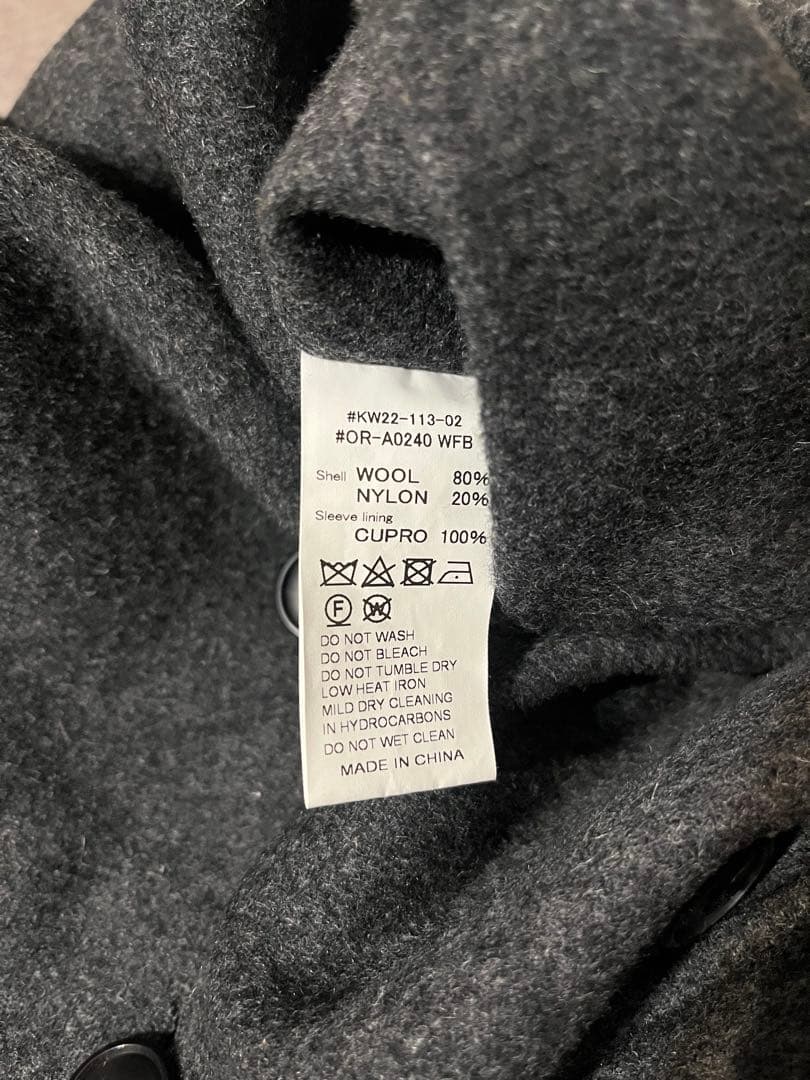 #KW22-113-02
#OR-A0240 WFB
Shell WOOL 80%
NYLON 20%
Sleeve lining
CUPRO 100%
F W
DO NOT WASH
DO NOT BLEACH
DO NOT TUMBLE DRY
LOW HEAT IRON
MILD DRY CLEANING
IN HYDROCARBONS
DO NOT WET CLEAN
MADE IN CHINA